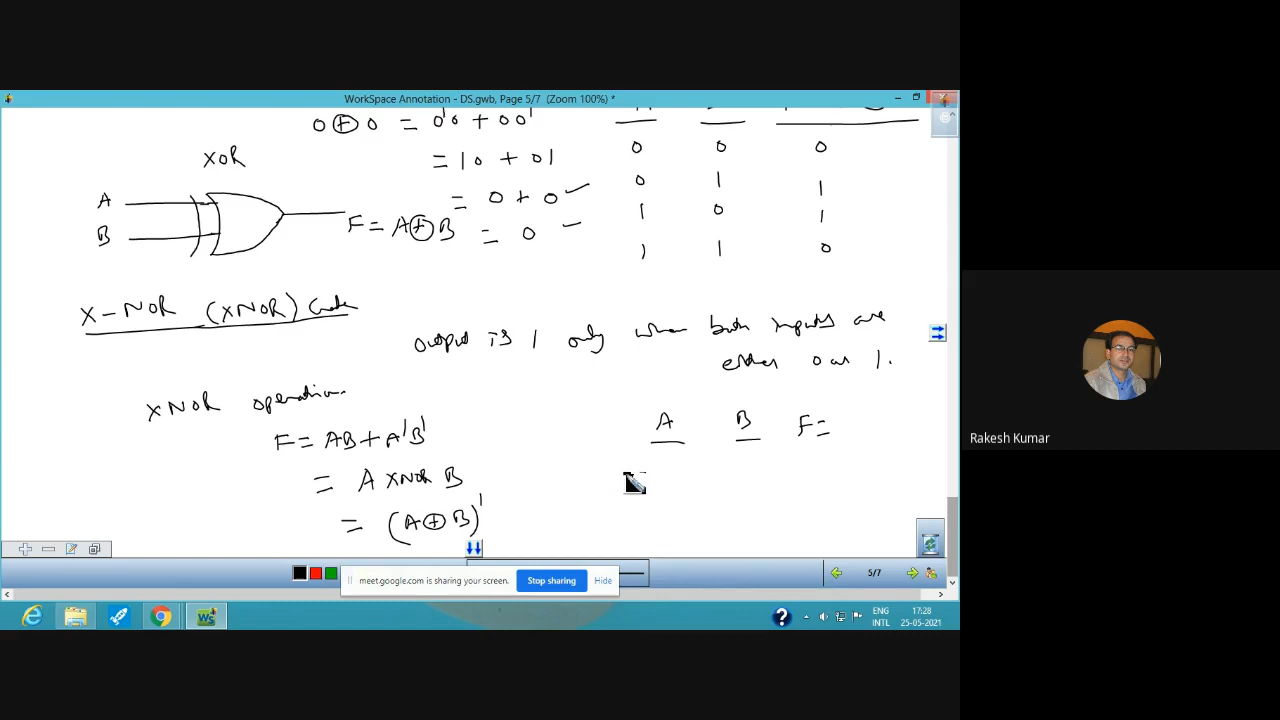 WorkSpace Annotation - DS.gwb, Page 5/7 (Zoom 100%) *
0 ⊕ 0 = 0'0 + 00'
= 10 + 01
= 0 + 0
= 0
XOR
A
B
F = A⊕B
0 0 0
0 1 1
1 0 1
1 1 0
X-NOR (XNOR) Gate
output is 1 only when both inputs are
either 0 or 1.
XNOR operation
F = AB + A'B'
= A XNOR B
= (A⊕B)'
A B F=
Rakesh Kumar
5/7
meet.google.com is sharing your screen. Stop sharing Hide
ENG
INTL
17:28
25-05-2021